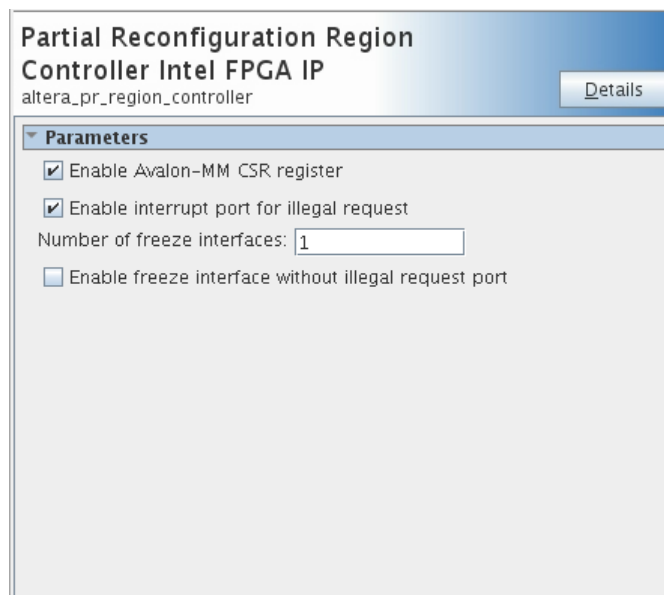 Partial Reconfiguration Region
Controller Intel FPGA IP
altera_pr_region_controller
Details
Parameters
Enable Avalon-MM CSR register
Enable interrupt port for illegal request
Number of freeze interfaces: 1
Enable freeze interface without illegal request port